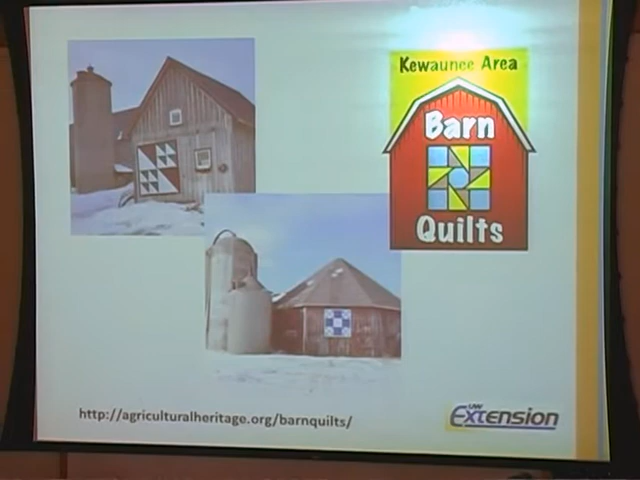 Kewaunee Area
Barn
Quilts
http://agriculturalheritage.org/barnquilts/
UW
Extension